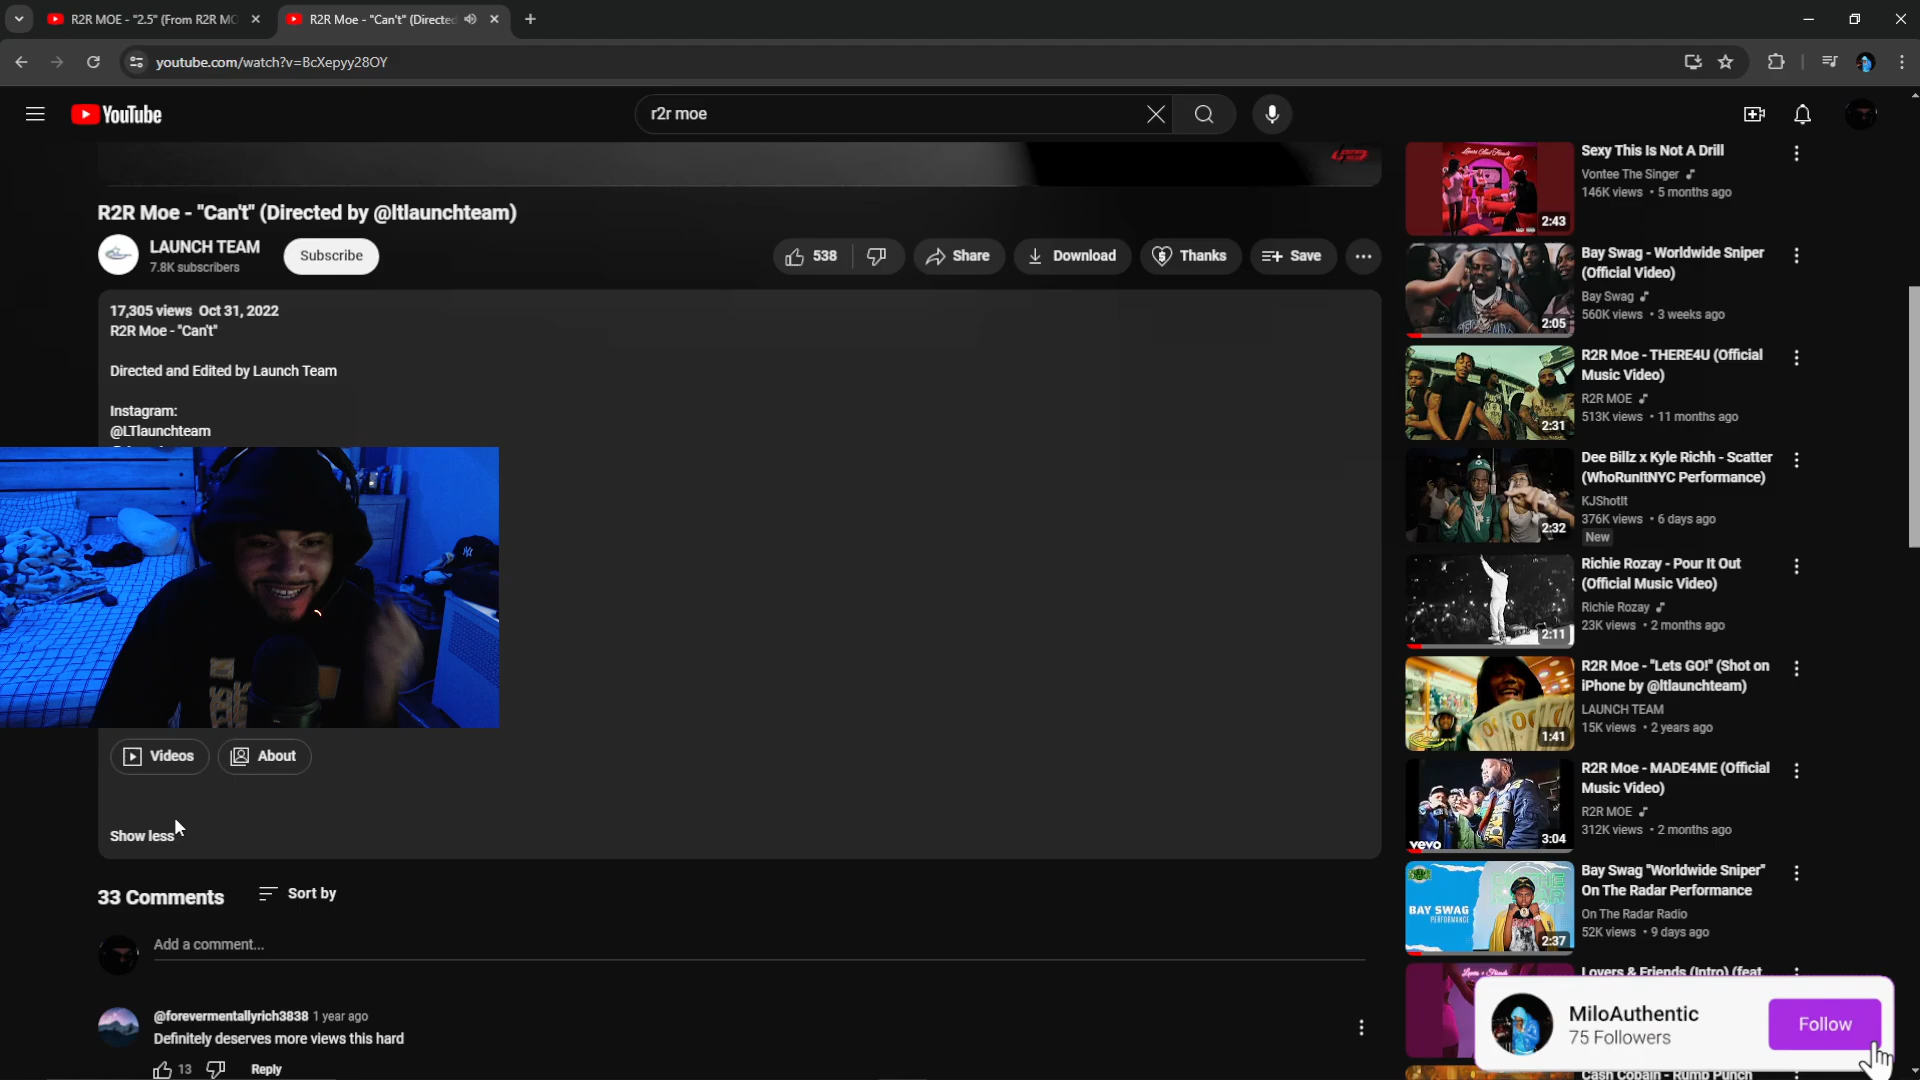 R2R MOE - "2.5" (From R2R MO
R2R Moe - "Can't" (Directed
youtube.com/watch?v=BcXepyy28OY
YouTube
r2r moe
R2R Moe - "Can't" (Directed by @ltlaunchteam)
LAUNCH TEAM
7.8K subscribers
Subscribe
538
Share
Download
Thanks
Save
17,305 views Oct 31, 2022
R2R Moe - "Can't"
Directed and Edited by Launch Team
Instagram:
@LTlaunchteam
Videos
About
Show less
33 Comments
Sort by
Add a comment...
@forevermentallyrich3838 1 year ago
Definitely deserves more views this hard
13
Reply
Sexy This Is Not A Drill
Vontee The Singer
146K views • 5 months ago
2:43
Bay Swag - Worldwide Sniper
(Official Video)
Bay Swag
560K views • 3 weeks ago
2:05
R2R Moe - THERE4U (Official
Music Video)
R2R MOE
513K views • 11 months ago
2:31
Dee Billz x Kyle Richh - Scatter
(WhoRunItNYC Performance)
KJShotIt
376K views • 6 days ago
New
2:32
Richie Rozay - Pour It Out
(Official Music Video)
Richie Rozay
23K views • 2 months ago
2:11
R2R Moe - "Lets GO!" (Shot on
iPhone by @ltlaunchteam)
LAUNCH TEAM
15K views • 2 years ago
1:41
R2R Moe - MADE4ME (Official
Music Video)
R2R MOE
312K views • 2 months ago
vevo
3:04
Bay Swag "Worldwide Sniper"
On The Radar Performance
On The Radar Radio
52K views • 9 days ago
BAY SWAG
PERFORMANCE
2:37
Lovers & Friends (Intro) (feat
MiloAuthentic
75 Followers
Follow
Cash Cobain - Rump Punch